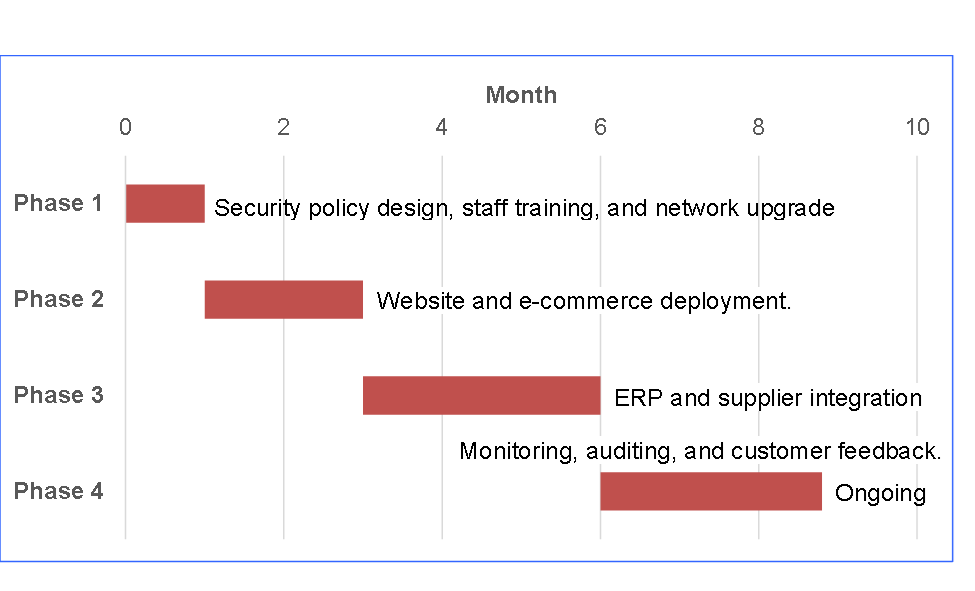 Month
0 2 4 6 8 10
Phase 1 Security policy design, staff training, and network upgrade
Phase 2 Website and e-commerce deployment.
Phase 3 ERP and supplier integration
Monitoring, auditing, and customer feedback.
Phase 4 Ongoing